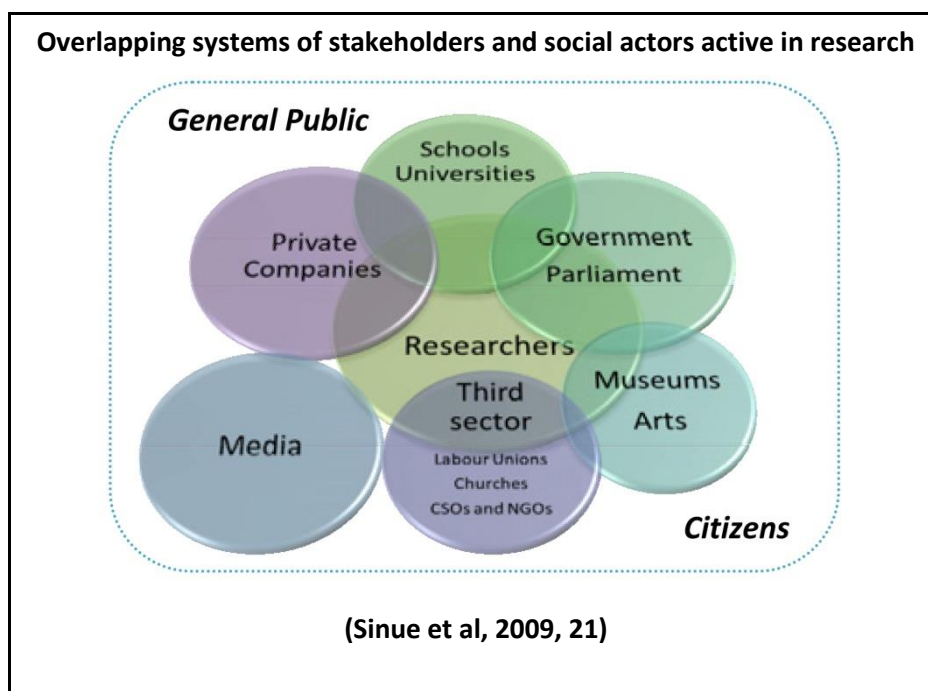 Overlapping systems of stakeholders and social actors active in research
General Public
Schools
Universities
Private
Companies
Government
Parliament
Researchers
Museums
Arts
Third
sector
Media
Labour Unions
Churches
CSOs and NGOs
Citizens
(Sinue et al, 2009, 21)